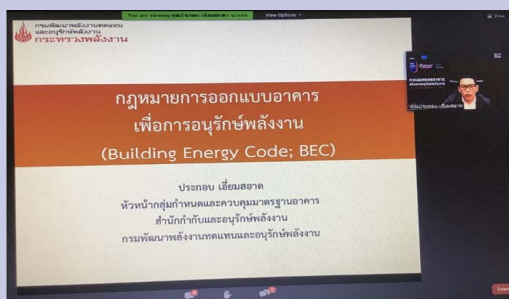 You are viewing
View Options
View
กรมพัฒนาพลังงานทดแทน
และอนุรักษ์พลังงาน
กระทรวงพลังงาน
กฎหมายการออกแบบอาคาร
เพื่อการอนุรักษ์พลังงาน
(Building Energy Code; BEC)
ประกอบ เอี่ยมสอาด
หัวหน้ากลุ่มกำหนดและควบคุมมาตรฐานอาคาร
สำนักกำกับและอนุรักษ์พลังงาน
กรมพัฒนาพลังงานทดแทนและอนุรักษ์พลังงาน
Leave